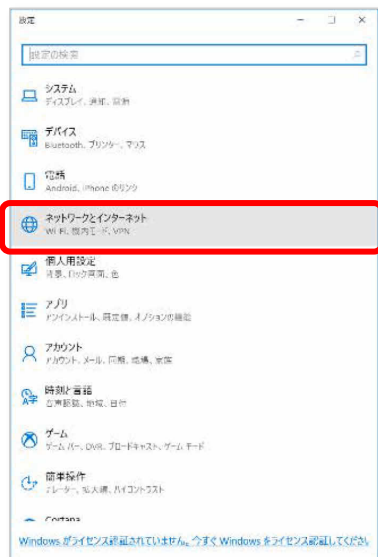 設定
設定の検索
システム
ディスプレイ、通知、電源
デバイス
Bluetooth、プリンター、マウス
電話
Android、iPhone のリンク
ネットワークとインターネット
Wi-Fi、機内モード、VPN
個人用設定
背景、ロック画面、色
アプリ
アンインストール、既定値、オプションの機能
アカウント
アカウント、メール、同期、職場、家族
時刻と言語
音声認識、地域、日付
ゲーム
ゲーム バー、DVR、ブロードキャスト、ゲーム モード
簡単操作
ナレーター、拡大鏡、ハイコントラスト
Cortana
Windows がライセンス認証されていません。今すぐ Windows をライセンス認証してくださ